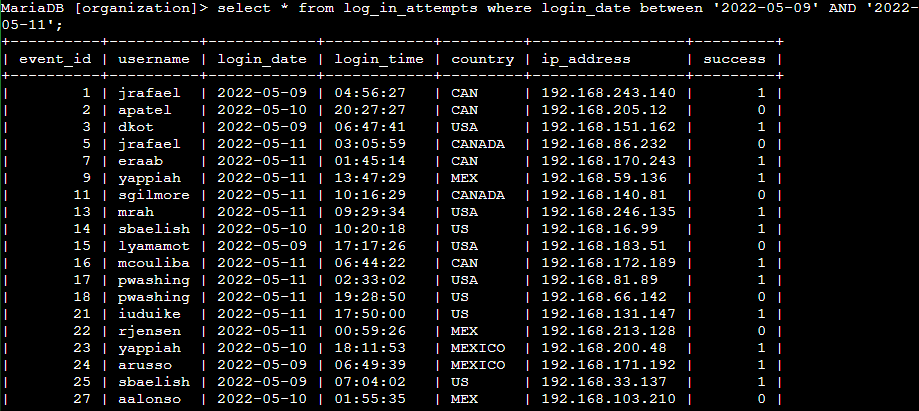 MariaDB [organization]> select * from log_in_attempts where login_date between '2022-05-09' AND '2022-
05-11';
+----------+----------+------------+------------+---------+-----------------+---------+
| event_id | username | login_date | login_time | country | ip_address      | success |
+----------+----------+------------+------------+---------+-----------------+---------+
|        1 | jrafael  | 2022-05-09 | 04:56:27   | CAN     | 192.168.243.140 |       1 |
|        2 | apatel   | 2022-05-10 | 20:27:27   | CAN     | 192.168.205.12  |       0 |
|        3 | dkot     | 2022-05-09 | 06:47:41   | USA     | 192.168.151.162 |       1 |
|        5 | jrafael  | 2022-05-11 | 03:05:59   | CANADA  | 192.168.86.232  |       0 |
|        7 | eraab    | 2022-05-11 | 01:45:14   | CAN     | 192.168.170.243 |       1 |
|        9 | yappiah  | 2022-05-11 | 13:47:29   | MEX     | 192.168.59.136  |       1 |
|       11 | sgilmore | 2022-05-11 | 10:16:29   | CANADA  | 192.168.140.81  |       0 |
|       13 | mrah     | 2022-05-11 | 09:29:34   | USA     | 192.168.246.135 |       1 |
|       14 | sbaelish | 2022-05-10 | 10:20:18   | US      | 192.168.16.99   |       1 |
|       15 | lyamamot | 2022-05-09 | 17:17:26   | USA     | 192.168.183.51  |       0 |
|       16 | mcouliba | 2022-05-11 | 06:44:22   | CAN     | 192.168.172.189 |       1 |
|       17 | pwashing | 2022-05-11 | 02:33:02   | USA     | 192.168.81.89   |       1 |
|       18 | pwashing | 2022-05-11 | 19:28:50   | US      | 192.168.66.142  |       0 |
|       21 | iuduike  | 2022-05-11 | 17:50:00   | US      | 192.168.131.147 |       1 |
|       22 | rjensen  | 2022-05-11 | 00:59:26   | MEX     | 192.168.213.128 |       0 |
|       23 | yappiah  | 2022-05-10 | 18:11:53   | MEXICO  | 192.168.200.48  |       1 |
|       24 | arusso   | 2022-05-09 | 06:49:39   | MEXICO  | 192.168.171.192 |       1 |
|       25 | sbaelish | 2022-05-09 | 07:04:02   | US      | 192.168.33.137  |       1 |
|       27 | aalonso  | 2022-05-10 | 01:55:35   | MEX     | 192.168.103.210 |       0 |